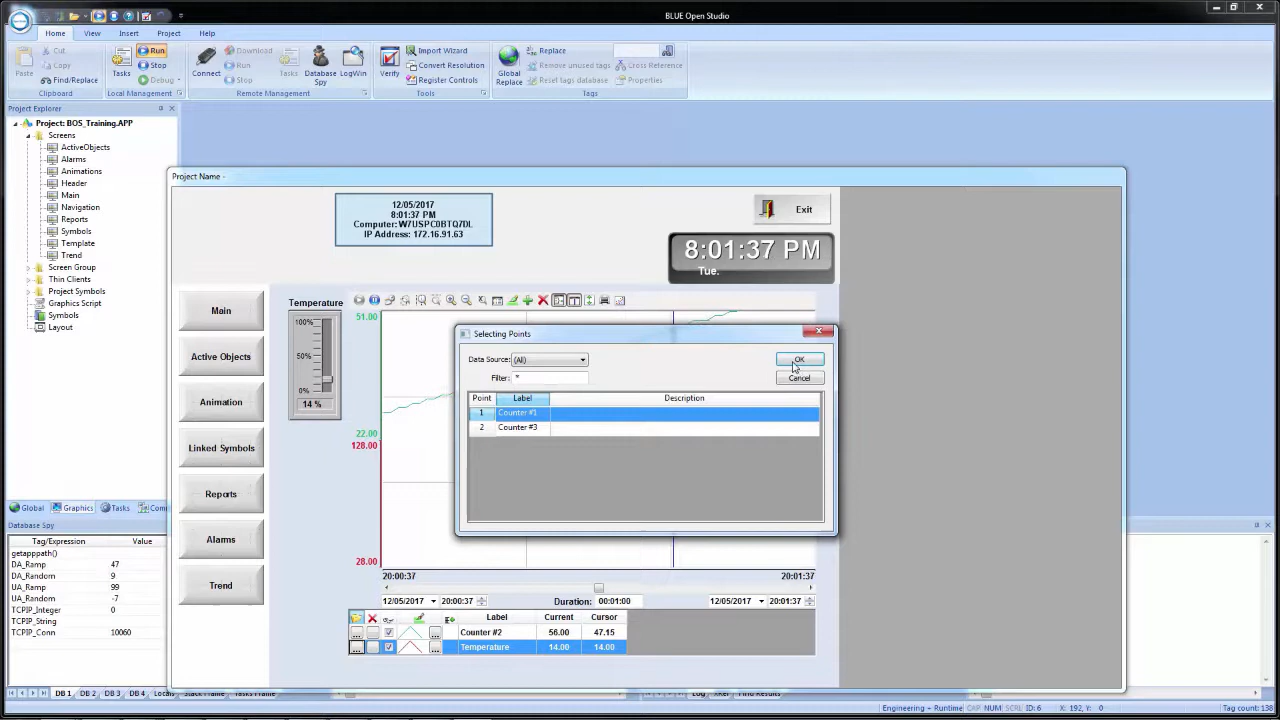 BLUE Open Studio
Home View Insert Project Help
Paste
Cut
Copy
Find/Replace
Clipboard
Tasks
Run
Stop
Debug
Local Management
Connect
Download
Run
Stop
Tasks
Database Spy
LogWin
Remote Management
Verify
Import Wizard
Convert Resolution
Register Controls
Tools
Global Replace
Replace
Remove unused tags
Reset tags database
Cross Reference
Properties
Tags
Project Explorer
Project: BOS_Training.APP
Screens
ActiveObjects
Alarms
Animations
Header
Main
Navigation
Reports
Symbols
Template
Trend
Screen Group
Thin Clients
Project Symbols
Graphics Script
Symbols
Layout
Global Graphics Tasks
Project Name -
12/05/2017
8:01:37 PM
Computer: W7USPC0BTQ7DL
IP Address: 172.16.91.63
Exit
8:01:37 PM
Tue.
Main
Active Objects
Animation
Linked Symbols
Reports
Alarms
Trend
Temperature
100%
50%
0%
14 %
51.00
22.00
128.00
28.00
Selecting Points
Data Source: (All)
OK
Filter: *
Cancel
Point Label Description
1 Counter #1
2 Counter #3
20:00:37 20:01:37
12/05/2017 20:00:37 Duration: 00:01:00 12/05/2017 20:01:37
Label Current Cursor
... ... Counter #2 56.00 47.15
... ... Temperature 14.00 14.00
Database Spy
Tag/Expression Value
getapppath()
DA_Ramp 47
DA_Random 9
UA_Ramp 99
UA_Random -7
TCPIP_Integer 0
TCPIP_String
TCPIP_Conn 10060
DB 1 DB 2 DB 3 DB 4
Engineering - Runtime CAP NUM SCRL ID: 6 X: 192, Y: 0 Tag count: 138